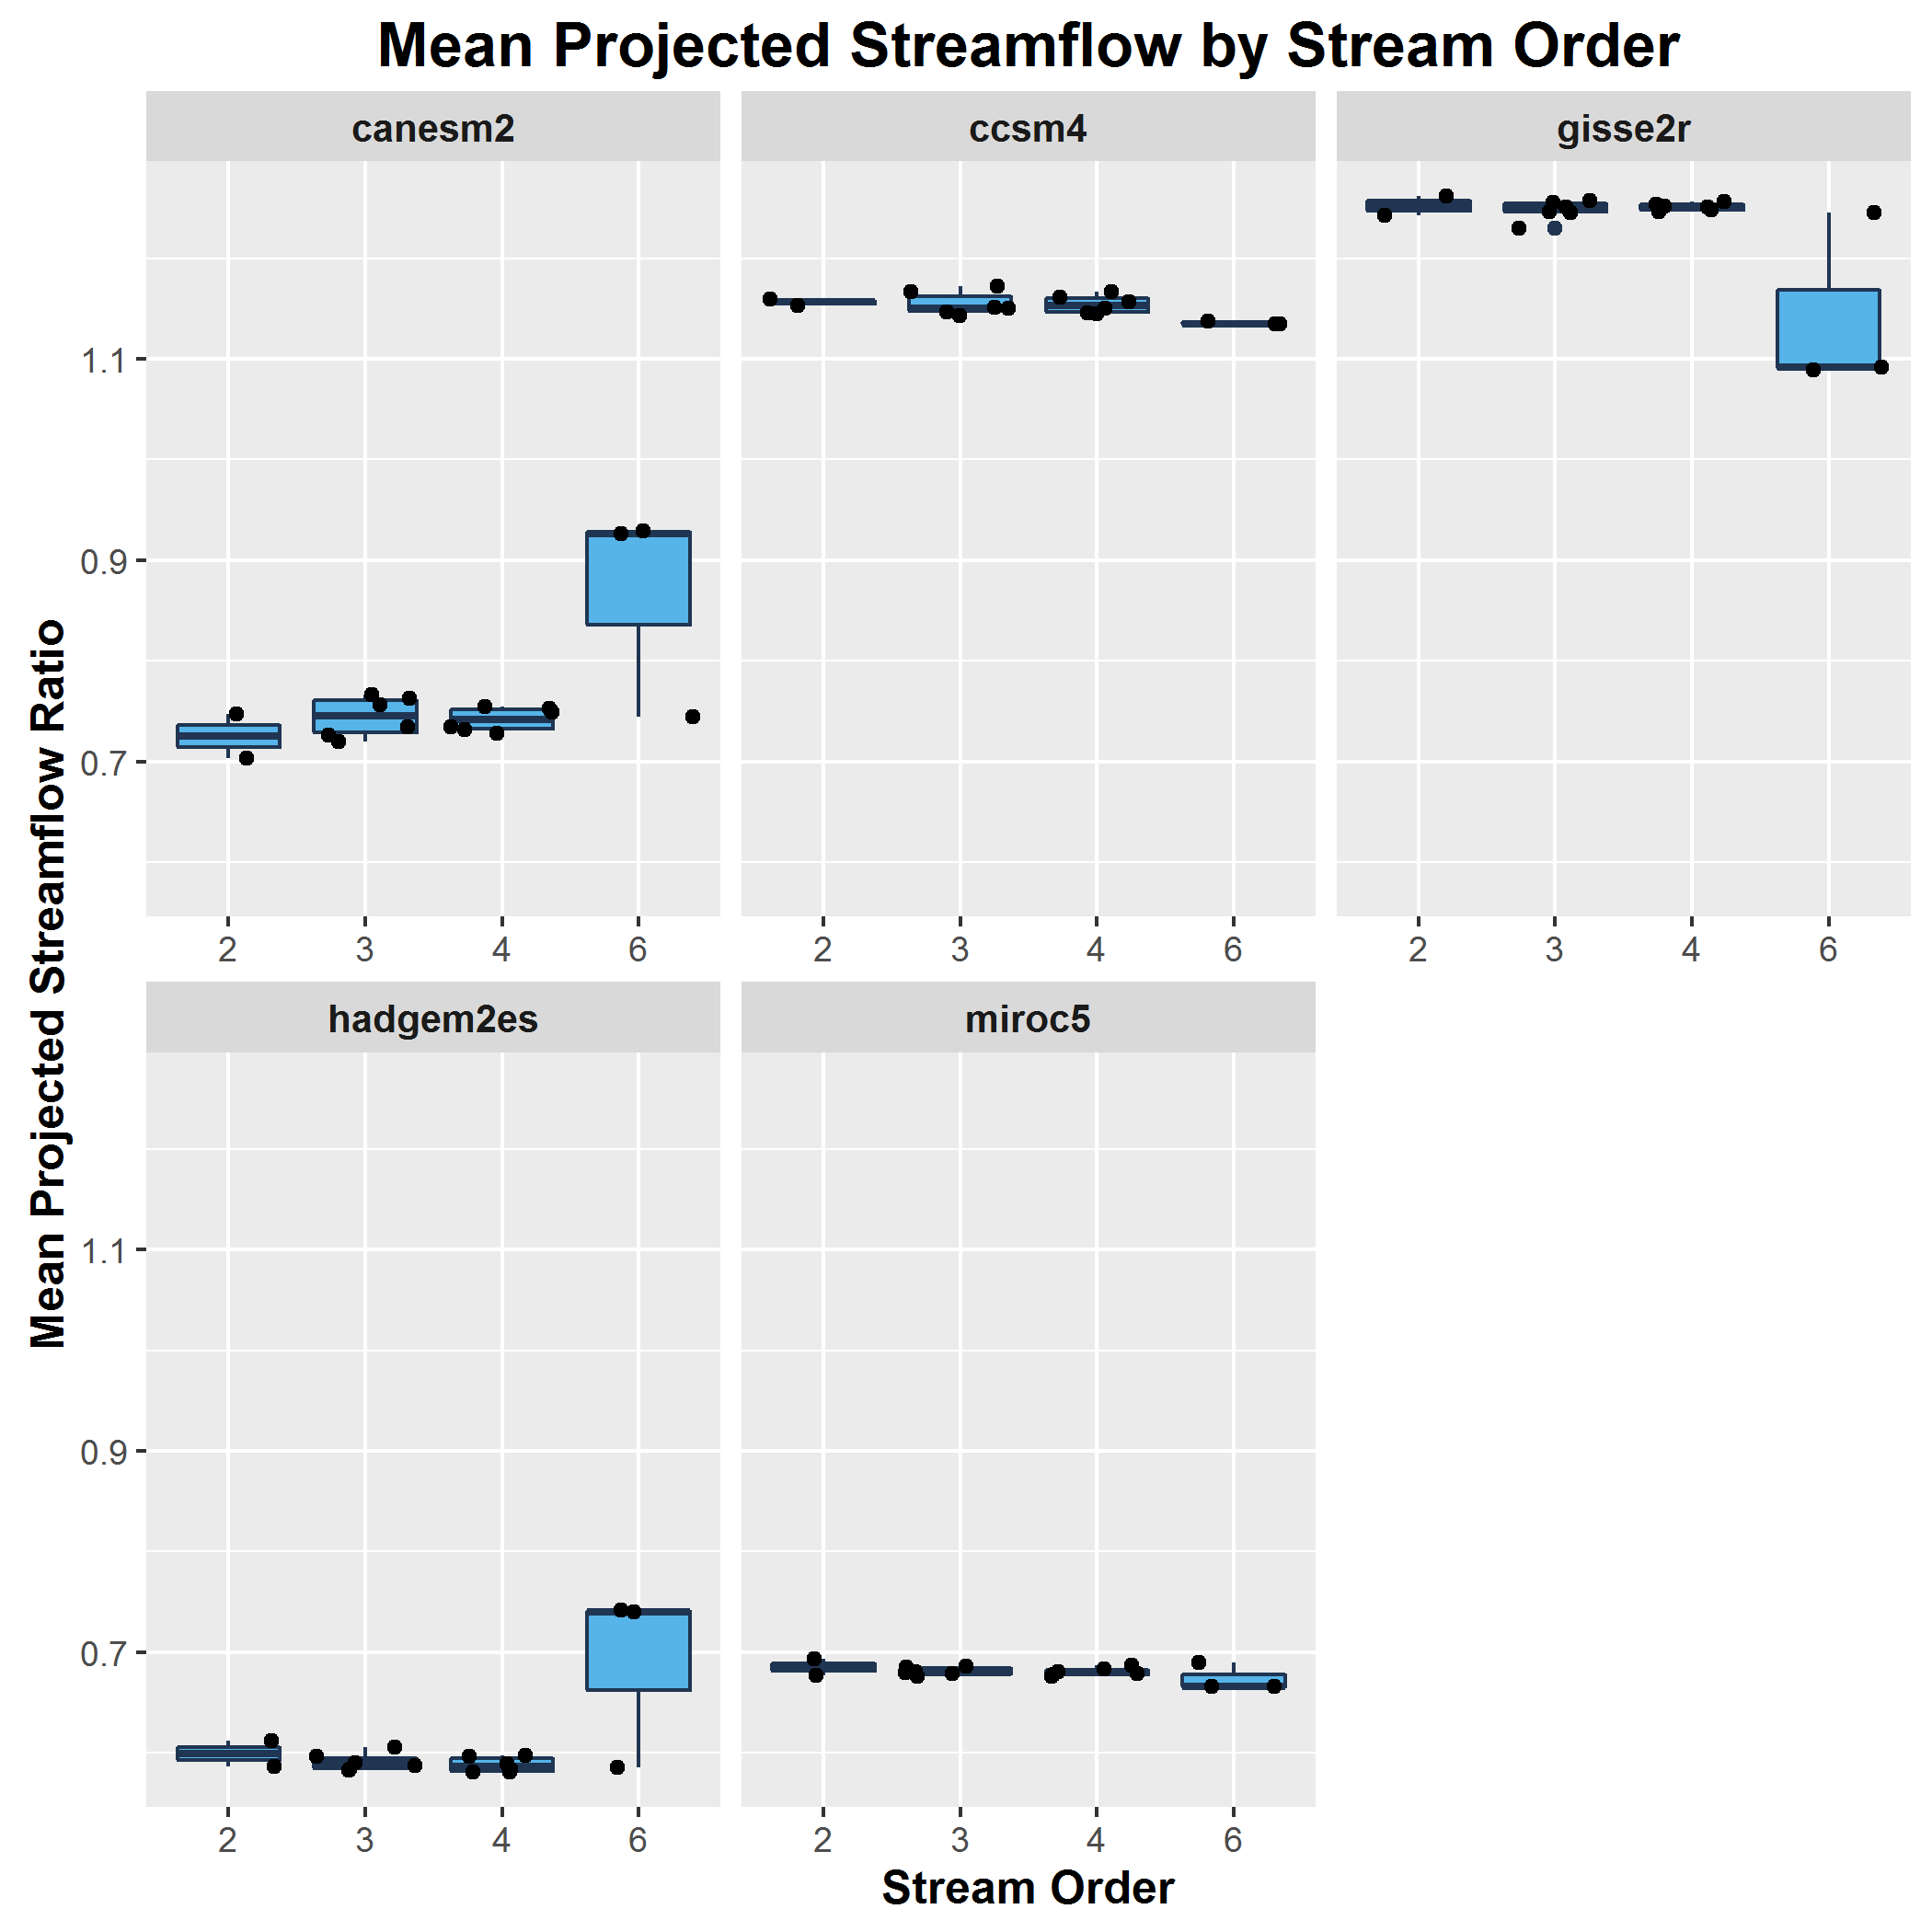 Mean Projected Streamflow by Stream Order
canesm2 ccsm4 gisse2r
1.1
0.9
0.7
2 3 4 6 2 3 4 6 2 3 4 6
Mean Projected Streamflow Ratio
hadgem2es miroc5
1.1
0.9
0.7
2 3 4 6 2 3 4 6
Stream Order